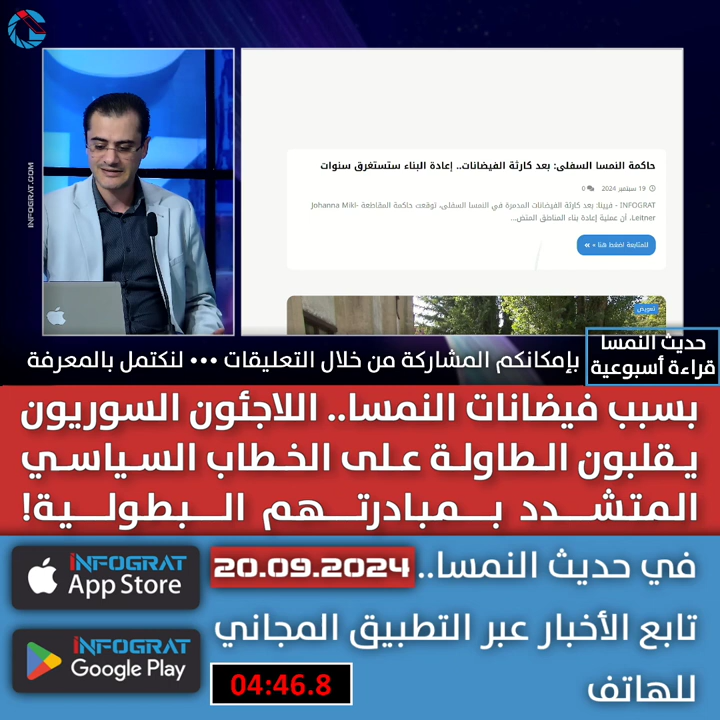 INFOGRAT.COM
حاكمة النمسا السفلى: بعد كارثة الفيضانات.. إعادة البناء ستستغرق سنوات
19 سبتمبر 2024 0
INFOGRAT - فيينا: بعد كارثة الفيضانات المدمرة في النمسا السفلى، توقعت حاكمة المقاطعة Johanna Mikl-
Leitner، أن عملية إعادة بناء المناطق المتض...
للمتابعة اضغط هنا » »
تعويض
حديث النمسا
قراءة أسبوعية
بإمكانكم المشاركة من خلال التعليقات ••• لنكتمل بالمعرفة
بسبب فيضانات النمسا.. اللاجئون السوريون
يقلبون الطاولة على الخطاب السياسي
المتشدد بمبادرتهم البطولية!
في حديث النمسا.. 20.09.2024
تابع الأخبار عبر التطبيق المجاني
للهاتف
04:46.8
INFOGRAT
App Store
INFOGRAT
Google Play